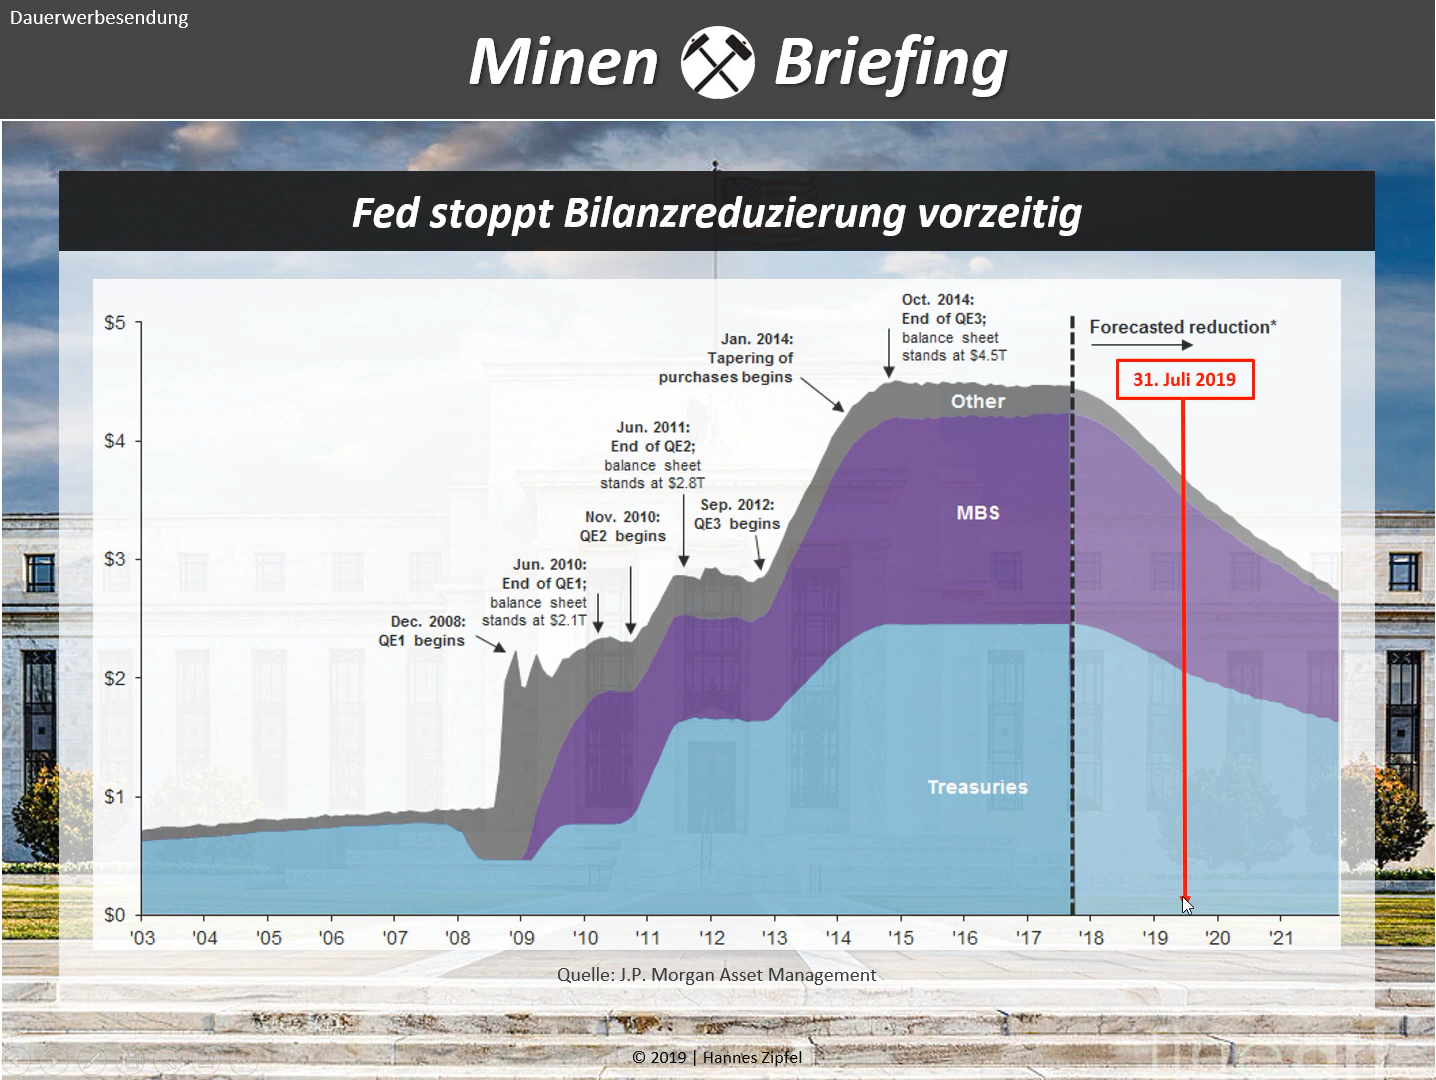 Dauerwerbesendung
Minen Briefing
Fed stoppt Bilanzreduzierung vorzeitig
Oct. 2014:
End of QE3;
balance sheet
stands at $4.5T
Forecasted reduction*
31. Juli 2019
Jan. 2014:
Tapering of
purchases begins
Other
Jun. 2011:
End of QE2;
balance sheet
stands at $2.8T
Sep. 2012:
QE3 begins
MBS
Nov. 2010:
QE2 begins
Jun. 2010:
End of QE1;
balance sheet
stands at $2.1T
Dec. 2008:
QE1 begins
Treasuries
$5
$4
$3
$2
$1
$0
'03 '04 '05 '06 '07 '08 '09 '10 '11 '12 '13 '14 '15 '16 '17 '18 '19 '20 '21
Quelle: J.P. Morgan Asset Management
© 2019 | Hannes Zipfel